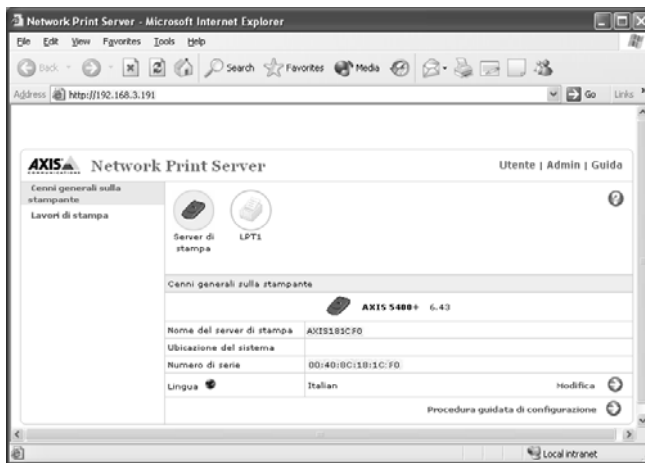 Network Print Server - Microsoft Internet Explorer
File Edit View Favorites Tools Help
Back Search Favorites Media
Address http://192.168.3.191 Go Links
AXIS COMMUNICATIONS Network Print Server Utente | Admin | Guida
Cenni generali sulla
stampante
Lavori di stampa
Server di
stampa
LPT1
Cenni generali sulla stampante
AXIS 5400+ 6.43
Nome del server di stampa AXIS181CF0
Ubicazione del sistema
Numero di serie 00:40:8C:18:1C:F0
Lingua Italian Modifica
Procedura guidata di configurazione
Local intranet